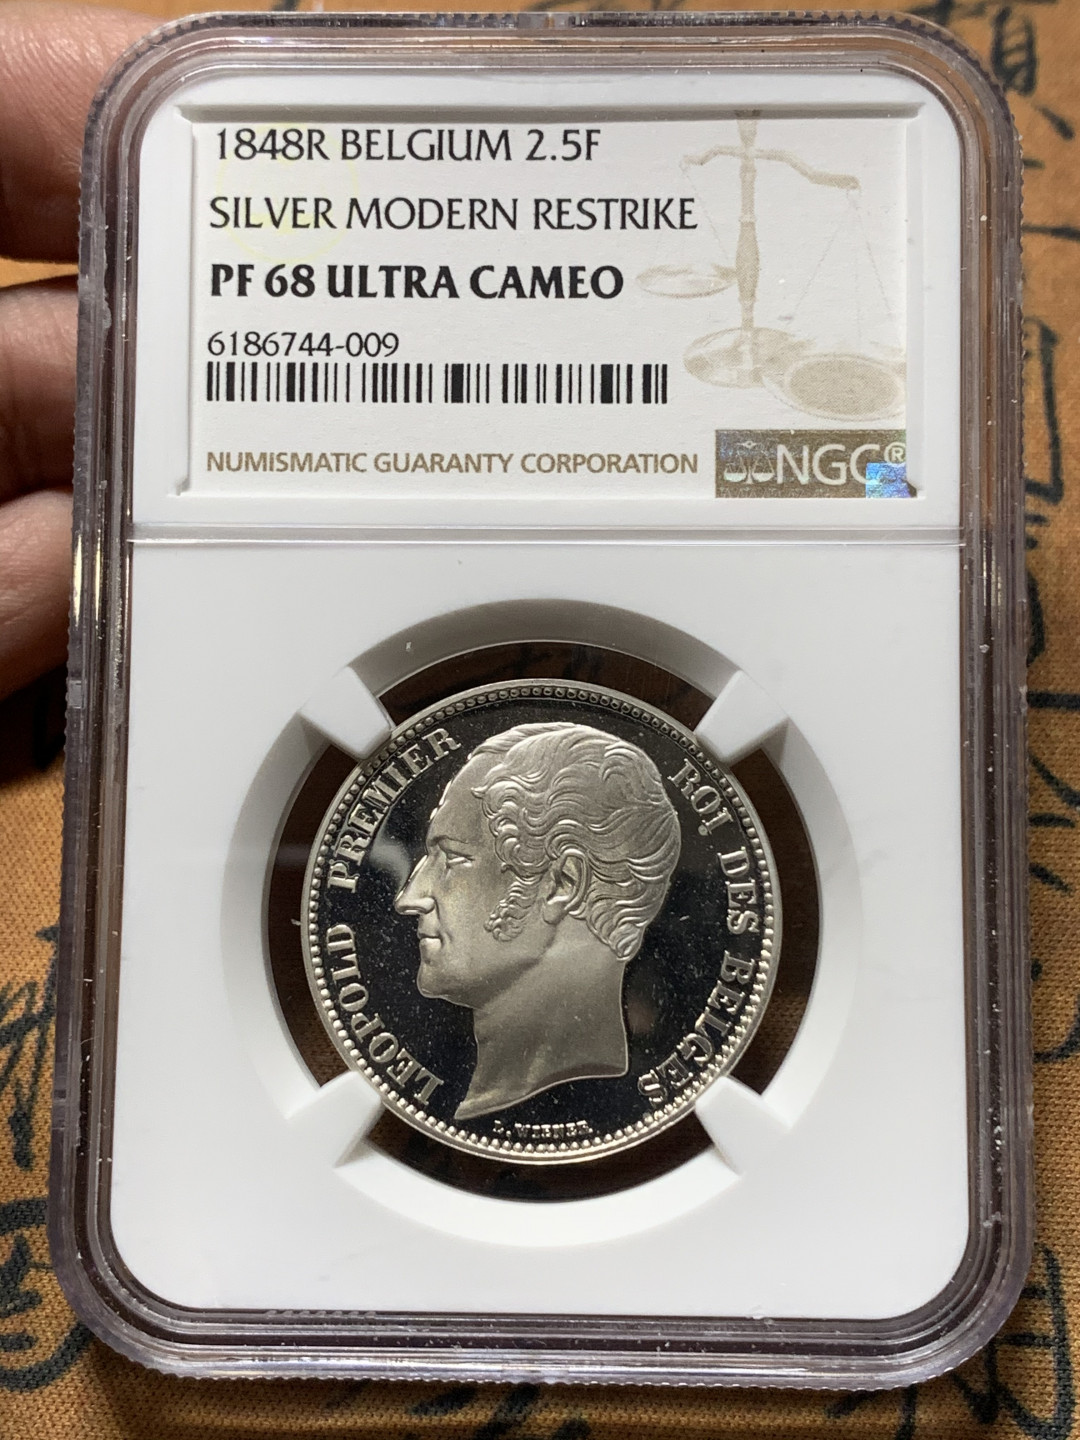 1848R BELGIUM 2.5F
SILVER MODERN RESTRIKE
PF 68 ULTRA CAMEO
6186744-009
NUMISMATIC GUARANTY CORPORATION
NGC®
LEOPOLD PREMIER
ROI DES BELGES
L. WIENER.